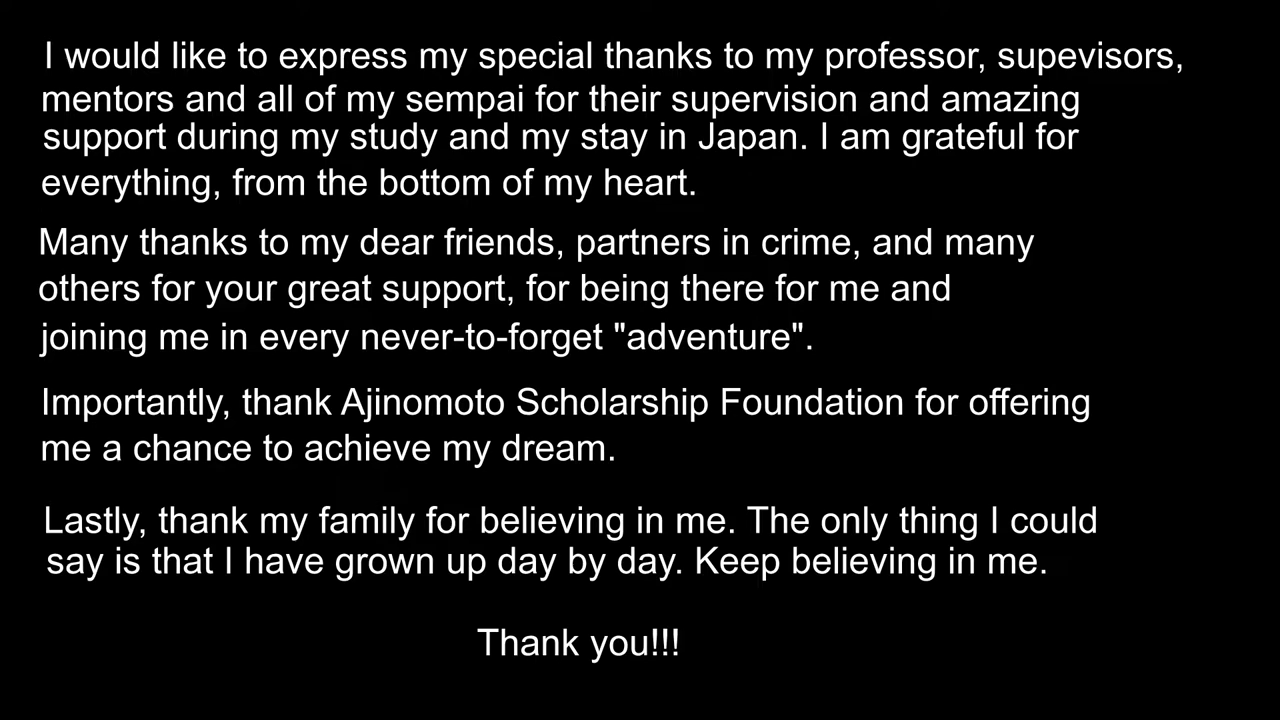 I would like to express my special thanks to my professor, supevisors,
mentors and all of my sempai for their supervision and amazing
support during my study and my stay in Japan. I am grateful for
everything, from the bottom of my heart.
Many thanks to my dear friends, partners in crime, and many
others for your great support, for being there for me and
joining me in every never-to-forget "adventure".
Importantly, thank Ajinomoto Scholarship Foundation for offering
me a chance to achieve my dream.
Lastly, thank my family for believing in me. The only thing I could
say is that I have grown up day by day. Keep believing in me.
Thank you!!!